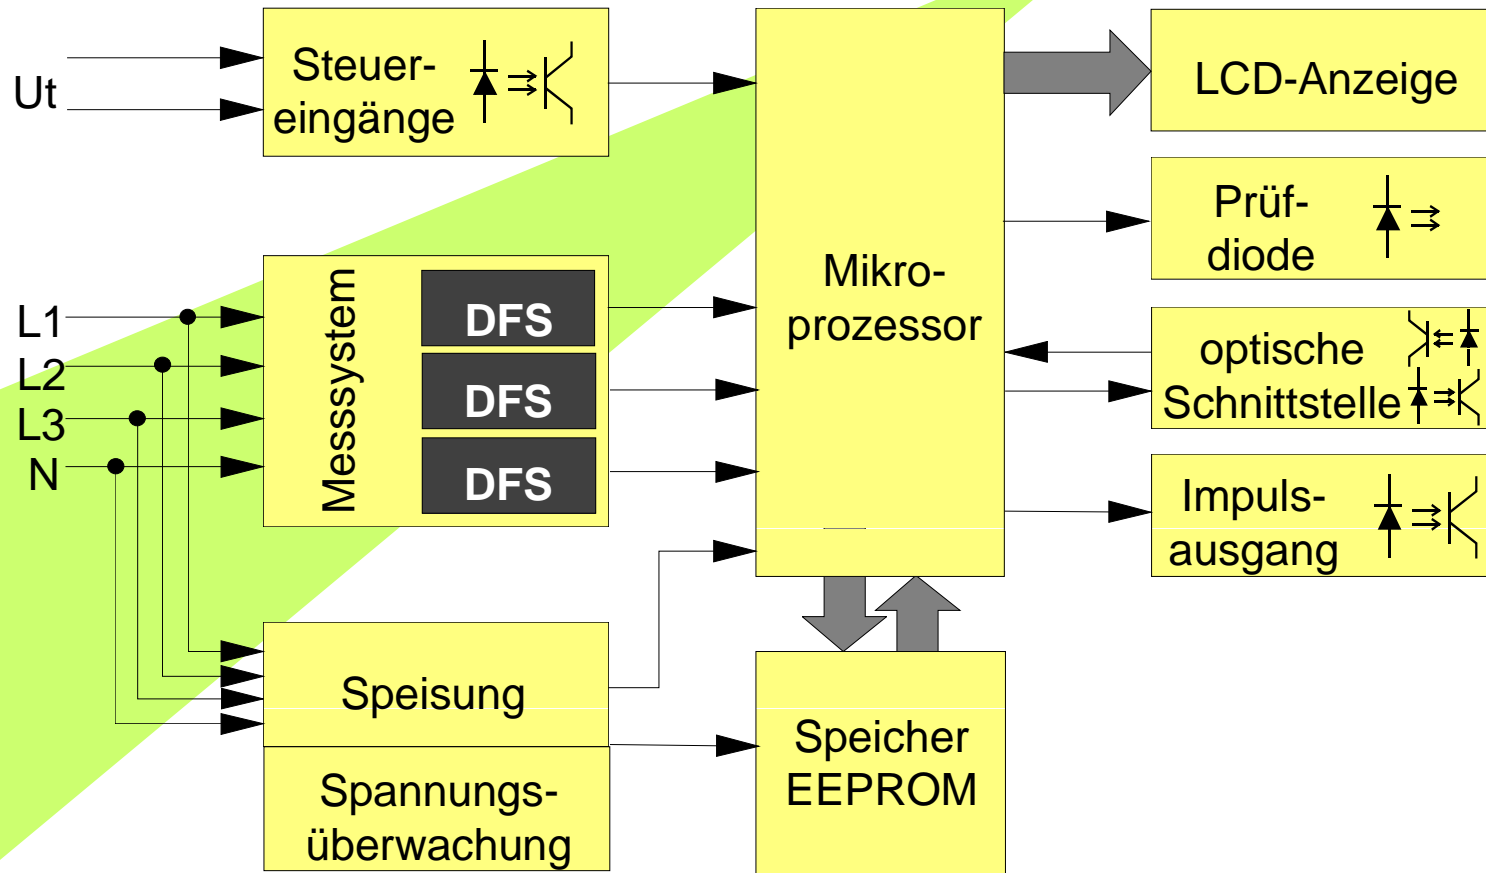 Ut
Steuer-
eingänge
L1
L2
L3
N
Messsystem
DFS
DFS
DFS
Speisung
Spannungs-
überwachung
Mikro-
prozessor
Speicher
EEPROM
LCD-Anzeige
Prüf-
diode
optische
Schnittstelle
Impuls-
ausgang